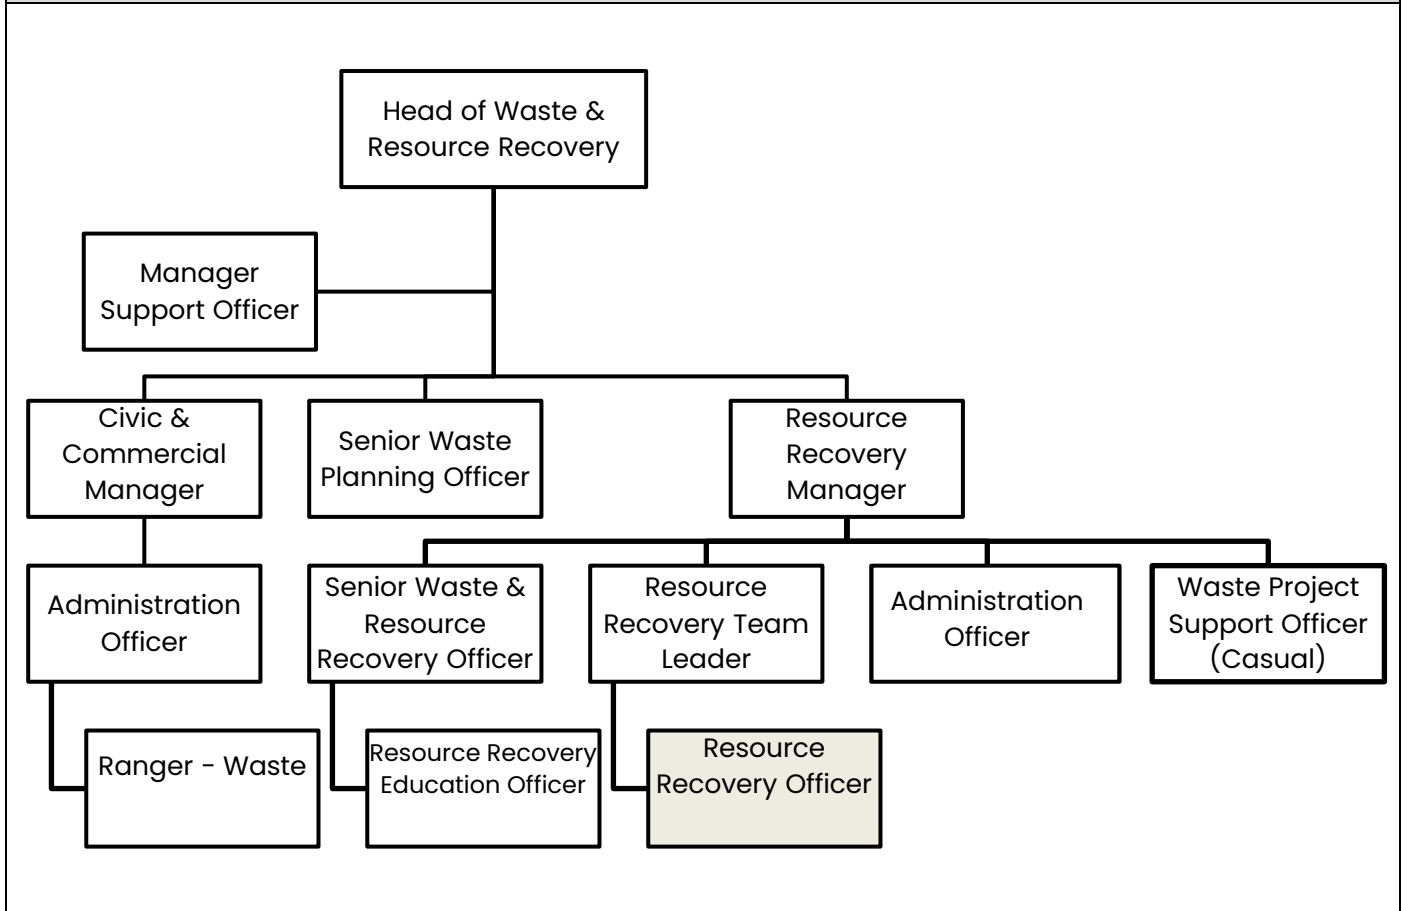 Head of Waste &
Resource Recovery
Manager
Support Officer
Civic &
Commercial
Manager
Senior Waste
Planning Officer
Resource
Recovery
Manager
Administration
Officer
Senior Waste &
Resource
Recovery Officer
Resource
Recovery Team
Leader
Administration
Officer
Waste Project
Support Officer
(Casual)
Ranger - Waste
Resource Recovery
Education Officer
Resource
Recovery Officer